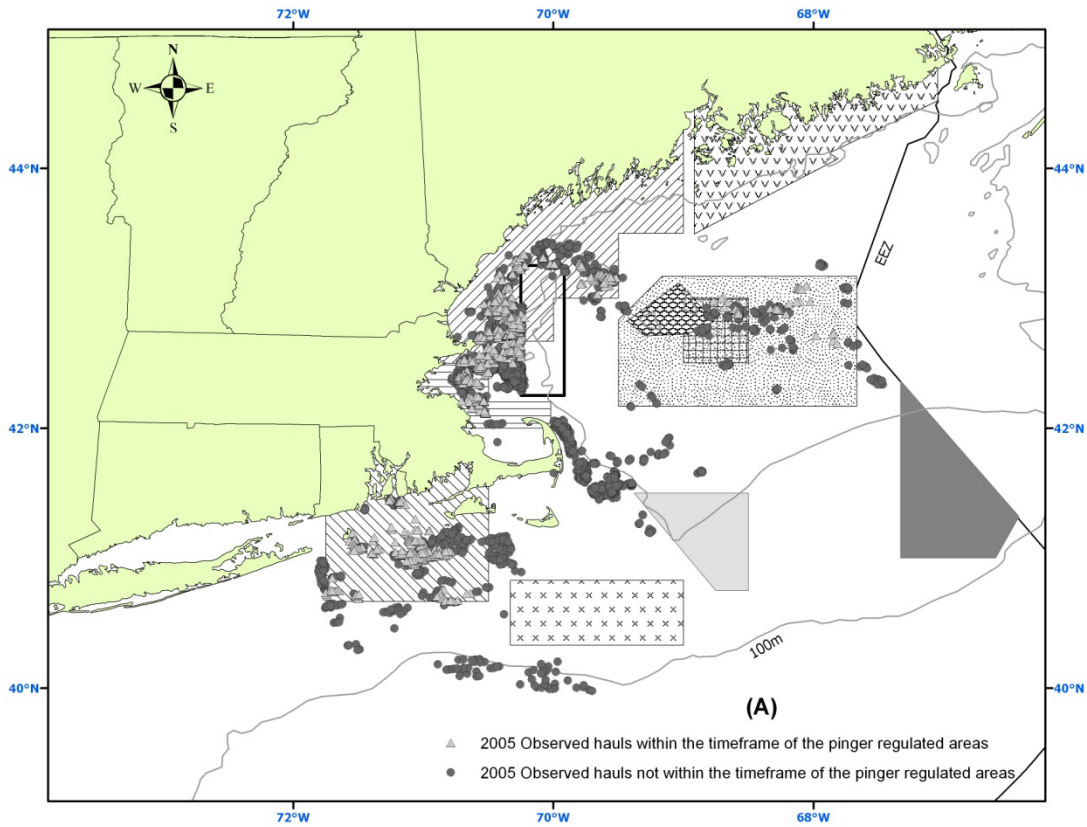 72°W 70°W 68°W
N
W E
S
44°N 44°N
EEZ
42°N 42°N
100m
40°N 40°N
(A)
2005 Observed hauls within the timeframe of the pinger regulated areas
2005 Observed hauls not within the timeframe of the pinger regulated areas
72°W 70°W 68°W